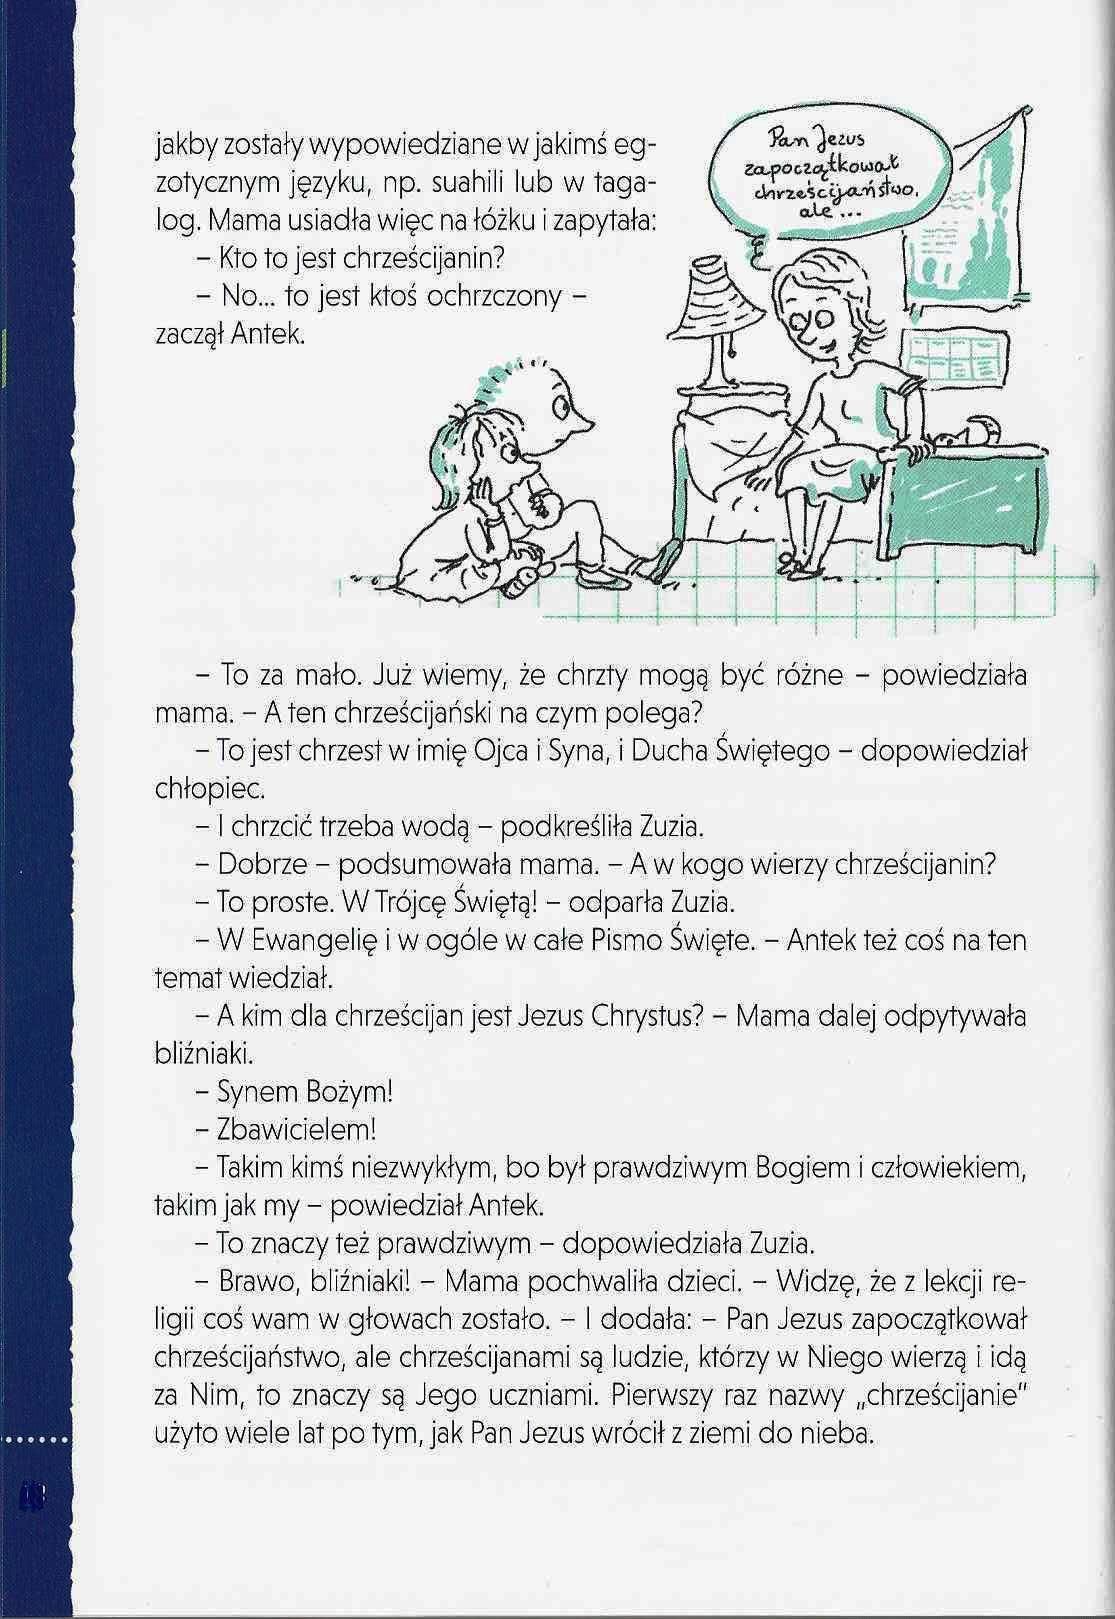 jakby zostały wypowiedziane w jakimś eg-
zotycznym języku, np. suahili lub w taga-
log. Mama usiadła więc na łóżku i zapytała:
– Kto to jest chrześcijanin?
– No... to jest ktoś ochrzczony –
zaczął Antek.
Pan Jezus
zapoczątkował
chrześcijaństwo,
ale...
– To za mało. Już wiemy, że chrzty mogą być różne – powiedziała
mama. – A ten chrześcijański na czym polega?
– To jest chrzest w imię Ojca i Syna, i Ducha Świętego – dopowiedział
chłopiec.
– I chrzcić trzeba wodą – podkreśliła Zuzia.
– Dobrze – podsumowała mama. – A w kogo wierzy chrześcijanin?
– To proste. W Trójcę Świętą! – odparła Zuzia.
– W Ewangelię i w ogóle w całe Pismo Święte. – Antek też coś na ten
temat wiedział.
– A kim dla chrześcijan jest Jezus Chrystus? – Mama dalej odpytywała
bliźniaki.
– Synem Bożym!
– Zbawicielem!
– Takim kimś niezwykłym, bo był prawdziwym Bogiem i człowiekiem,
takim jak my – powiedział Antek.
– To znaczy też prawdziwym – dopowiedziała Zuzia.
– Brawo, bliźniaki! – Mama pochwaliła dzieci. – Widzę, że z lekcji re-
ligii coś wam w głowach zostało. – I dodała: – Pan Jezus zapoczątkował
chrześcijaństwo, ale chrześcijanami są ludzie, którzy w Niego wierzą i idą
za Nim, to znaczy są Jego uczniami. Pierwszy raz nazwy „chrześcijanie"
użyto wiele lat po tym, jak Pan Jezus wrócił z ziemi do nieba.